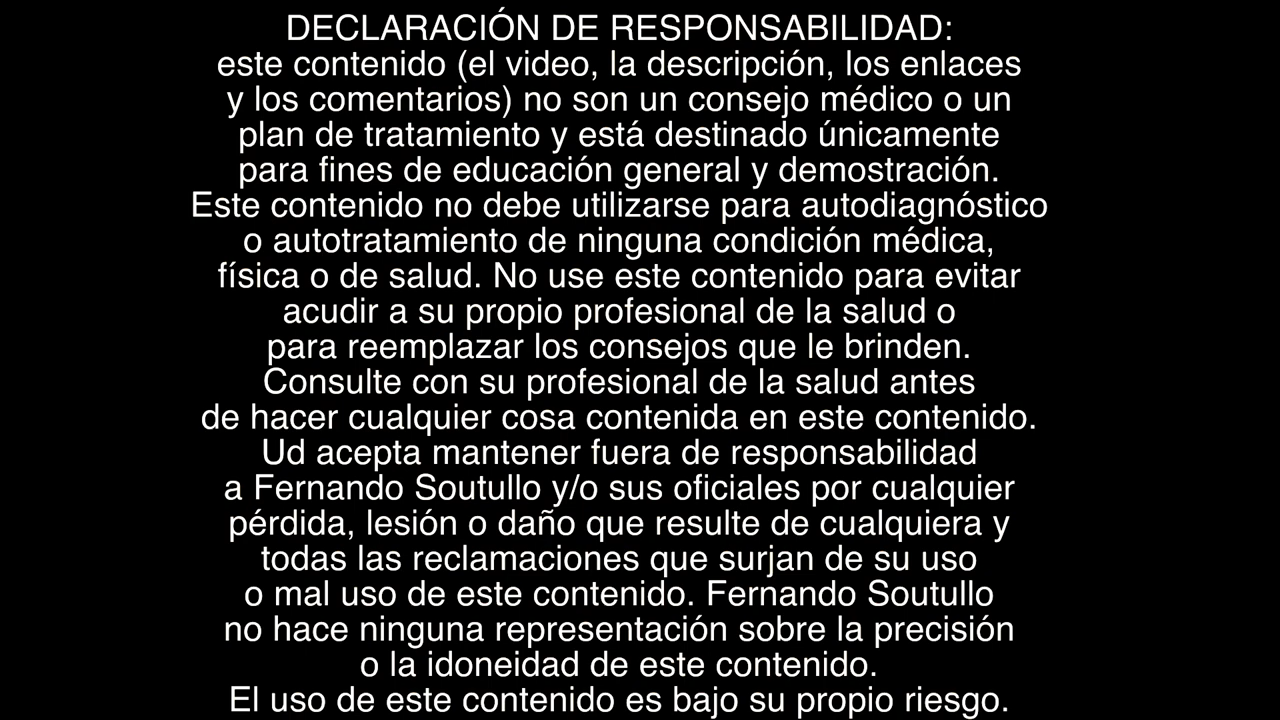 DECLARACIÓN DE RESPONSABILIDAD:
este contenido (el video, la descripción, los enlaces
y los comentarios) no son un consejo médico o un
plan de tratamiento y está destinado únicamente
para fines de educación general y demostración.
Este contenido no debe utilizarse para autodiagnóstico
o autotratamiento de ninguna condición médica,
física o de salud. No use este contenido para evitar
acudir a su propio profesional de la salud o
para reemplazar los consejos que le brinden.
Consulte con su profesional de la salud antes
de hacer cualquier cosa contenida en este contenido.
Ud acepta mantener fuera de responsabilidad
a Fernando Soutullo y/o sus oficiales por cualquier
pérdida, lesión o daño que resulte de cualquiera y
todas las reclamaciones que surjan de su uso
o mal uso de este contenido. Fernando Soutullo
no hace ninguna representación sobre la precisión
o la idoneidad de este contenido.
El uso de este contenido es bajo su propio riesgo.